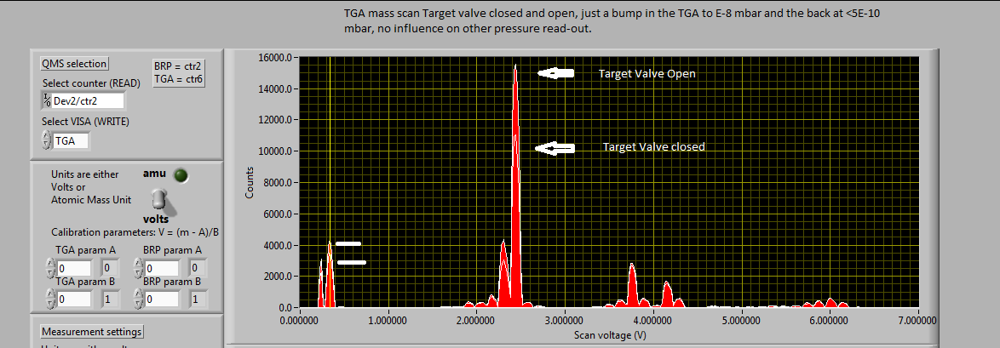 TGA mass scan Target valve closed and open, just a bump in the TGA to E-8 mbar and the back at <5E-10
mbar, no influence on other pressure read-out.
QMS selection
BRP = ctr2
TGA = ctr6
Select counter (READ)
I/O Dev2/ctr2
Select VISA (WRITE)
TGA
Units are either
Volts or
Atomic Mass Unit
amu
volts
Calibration parameters: V = (m - A)/B
TGA param A BRP param A
0 0 0 0
TGA param B BRP param B
0 1 0 1
Measurement settings
Counts
16000.0
14000.0
12000.0
10000.0
8000.0
6000.0
4000.0
2000.0
0.0
Target Valve Open
Target Valve closed
0.000000 1.000000 2.000000 3.000000 4.000000 5.000000 6.000000 7.000000
Scan voltage (V)